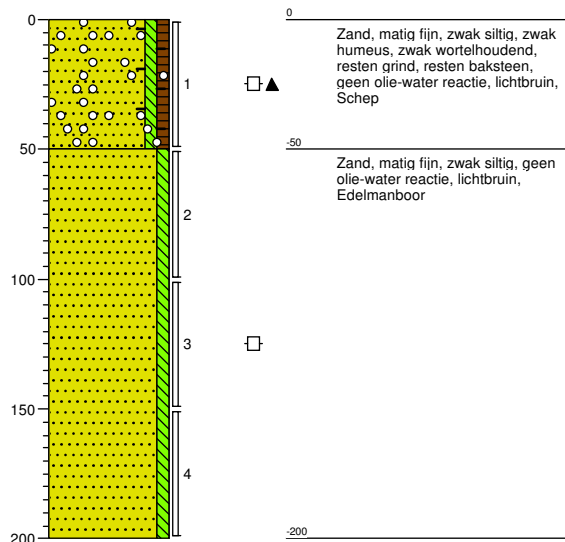 0
50
100
150
200
1
2
3
4
0
Zand, matig fijn, zwak siltig, zwak
humeus, zwak wortelhoudend,
resten grind, resten baksteen,
geen olie-water reactie, lichtbruin,
Schep
-50
Zand, matig fijn, zwak siltig, geen
olie-water reactie, lichtbruin,
Edelmanboor
-200